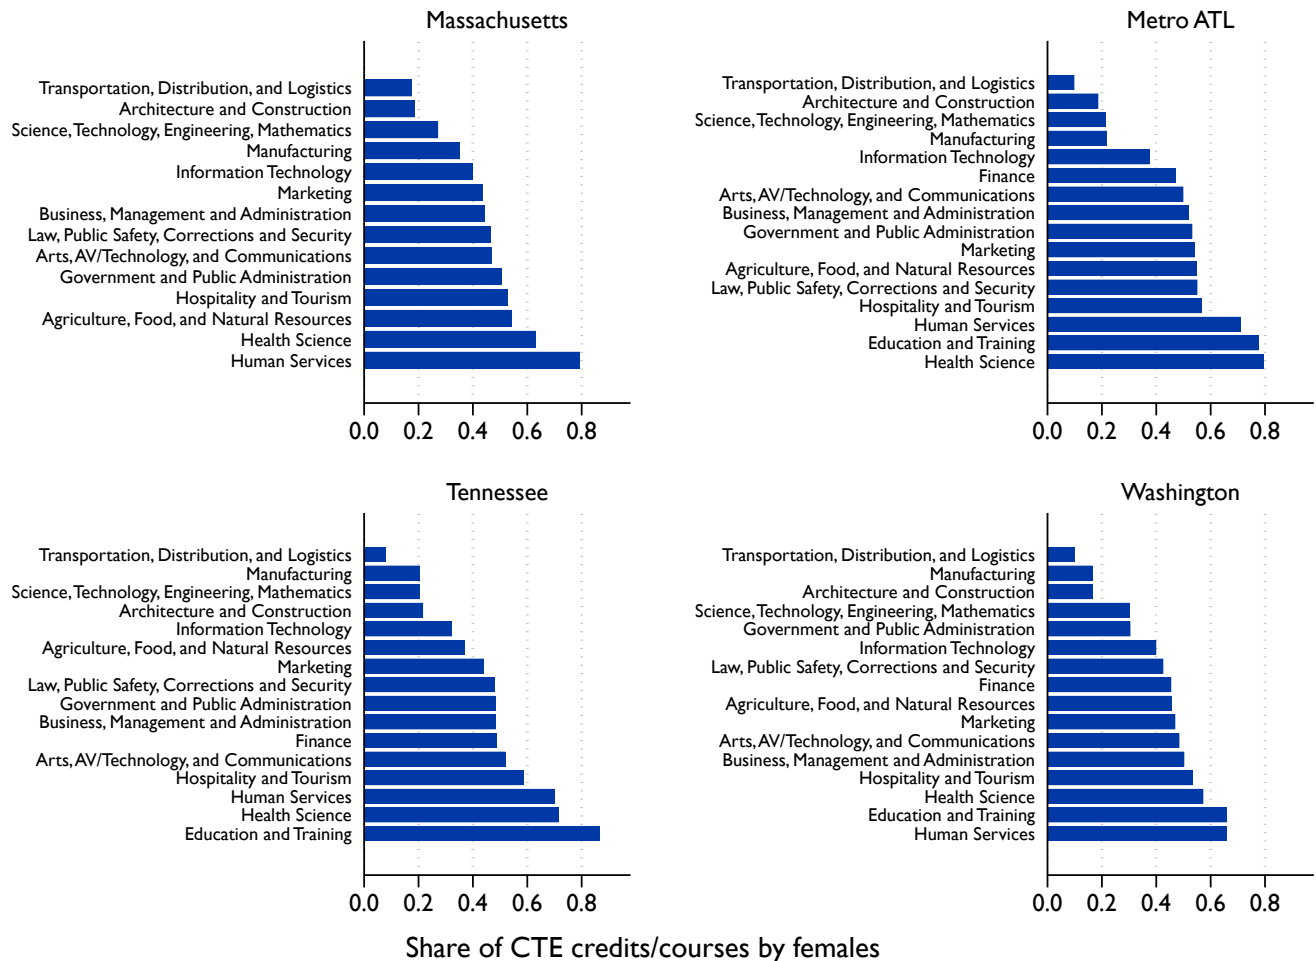 Massachusetts
Transportation, Distribution, and Logistics
Architecture and Construction
Science, Technology, Engineering, Mathematics
Manufacturing
Information Technology
Marketing
Business, Management and Administration
Law, Public Safety, Corrections and Security
Arts, AV/Technology, and Communications
Government and Public Administration
Hospitality and Tourism
Agriculture, Food, and Natural Resources
Health Science
Human Services
0.0 0.2 0.4 0.6 0.8
Metro ATL
Transportation, Distribution, and Logistics
Architecture and Construction
Science, Technology, Engineering, Mathematics
Manufacturing
Information Technology
Finance
Arts, AV/Technology, and Communications
Business, Management and Administration
Government and Public Administration
Marketing
Agriculture, Food, and Natural Resources
Law, Public Safety, Corrections and Security
Hospitality and Tourism
Human Services
Education and Training
Health Science
0.0 0.2 0.4 0.6 0.8
Tennessee
Transportation, Distribution, and Logistics
Manufacturing
Science, Technology, Engineering, Mathematics
Architecture and Construction
Information Technology
Agriculture, Food, and Natural Resources
Marketing
Law, Public Safety, Corrections and Security
Government and Public Administration
Business, Management and Administration
Finance
Arts, AV/Technology, and Communications
Hospitality and Tourism
Human Services
Health Science
Education and Training
0.0 0.2 0.4 0.6 0.8
Washington
Transportation, Distribution, and Logistics
Manufacturing
Architecture and Construction
Science, Technology, Engineering, Mathematics
Government and Public Administration
Information Technology
Law, Public Safety, Corrections and Security
Finance
Agriculture, Food, and Natural Resources
Marketing
Arts, AV/Technology, and Communications
Business, Management and Administration
Hospitality and Tourism
Health Science
Education and Training
Human Services
0.0 0.2 0.4 0.6 0.8
Share of CTE credits/courses by females